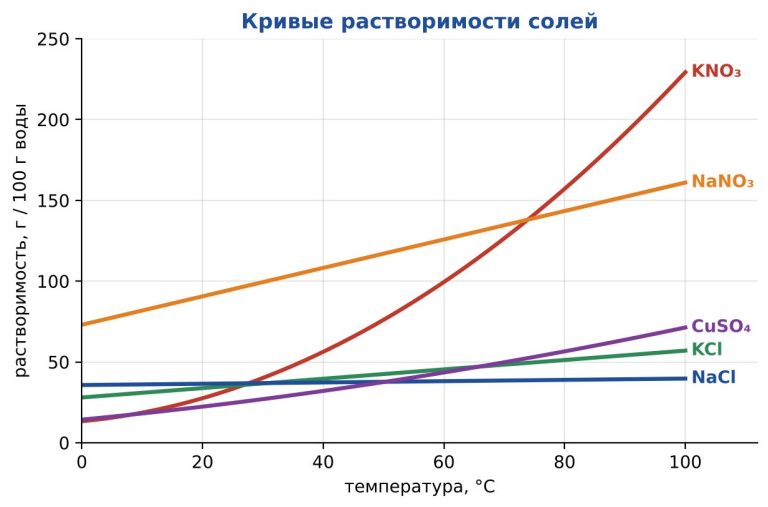 Кривые растворимости солей
растворимость, г / 100 г воды
250
200
150
100
50
0
KNO₃
NaNO₃
CuSO₄
KCl
NaCl
0 20 40 60 80 100
температура, °C